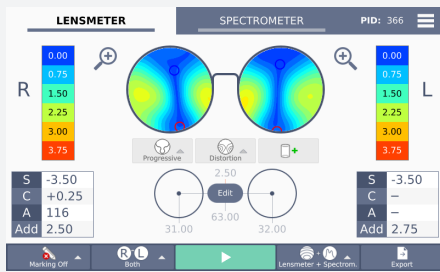 LENSMETER
SPECTROMETER
PID: 366
R
0.00
0.75
1.50
2.25
3.00
3.75
0.00
0.75
1.50
2.25
3.00
3.75
L
Progressive
Distortion
S -3.50
C +0.25
A 116
Add 2.50
2.50
Edit
63.00
31.00
32.00
S -3.50
C –
A –
Add 2.75
Marking Off
R L
Both
Lensmeter + Spectrom.
Export